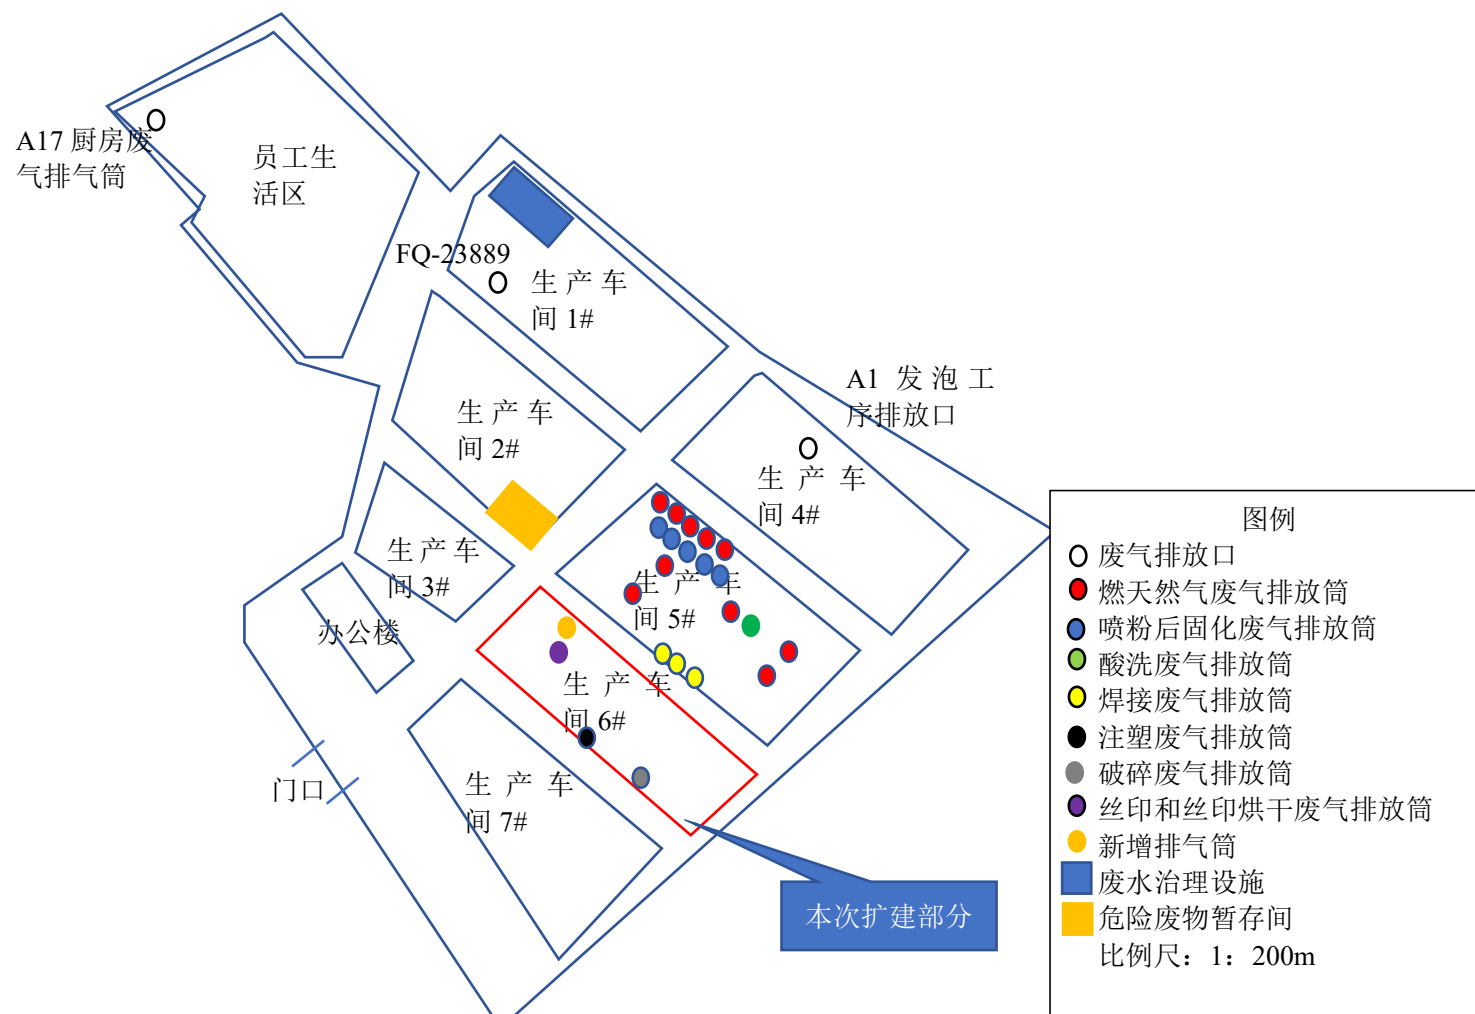 A17 厨房废
气排气筒
员工生
活区
FQ-23889
生 产 车
间 1#
A1 发 泡 工
序排放口
生 产 车
间 2#
生 产 车
间 4#
生 产 车
间 3#
生 产 车
间 5#
办公楼
生 产 车
间 6#
门口
生 产 车
间 7#
本次扩建部分
图例
废气排放口
燃天然气废气排放筒
喷粉后固化废气排放筒
酸洗废气排放筒
焊接废气排放筒
注塑废气排放筒
破碎废气排放筒
丝印和丝印烘干废气排放筒
新增排气筒
废水治理设施
危险废物暂存间
比例尺：1：200m